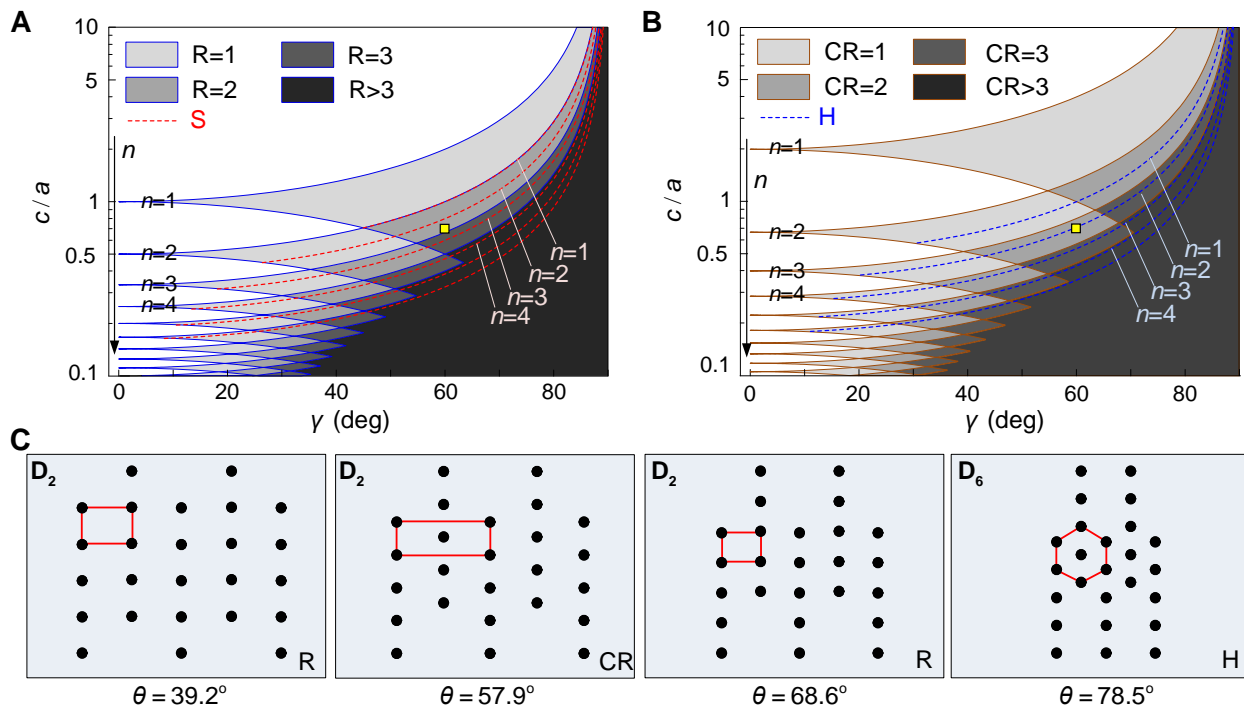 A
10
5
1
0.5
0.1
c / a
R=1
R=2
R=3
R>3
S
n
n=1
n=2
n=3
n=4
n=1
n=2
n=3
n=4
0 20 40 60 80
γ (deg)
B
10
5
1
0.5
0.1
c / a
CR=1
CR=2
CR=3
CR>3
H
n=1
n
n=2
n=3
n=4
n=1
n=2
n=3
n=4
0 20 40 60 80
γ (deg)
C
D2
R
θ = 39.2°
D2
CR
θ = 57.9°
D2
R
θ = 68.6°
D6
H
θ = 78.5°